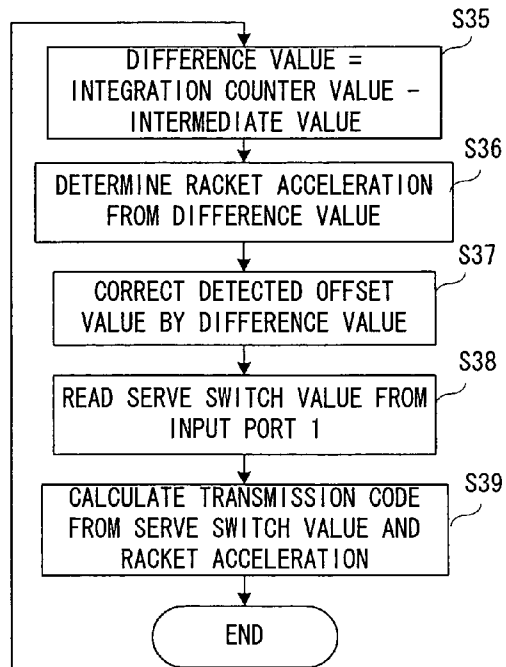 S35
DIFFERENCE VALUE =
INTEGRATION COUNTER VALUE -
INTERMEDIATE VALUE
S36
DETERMINE RACKET ACCELERATION
FROM DIFFERENCE VALUE
S37
CORRECT DETECTED OFFSET
VALUE BY DIFFERENCE VALUE
S38
READ SERVE SWITCH VALUE FROM
INPUT PORT 1
S39
CALCULATE TRANSMISSION CODE
FROM SERVE SWITCH VALUE AND
RACKET ACCELERATION
END